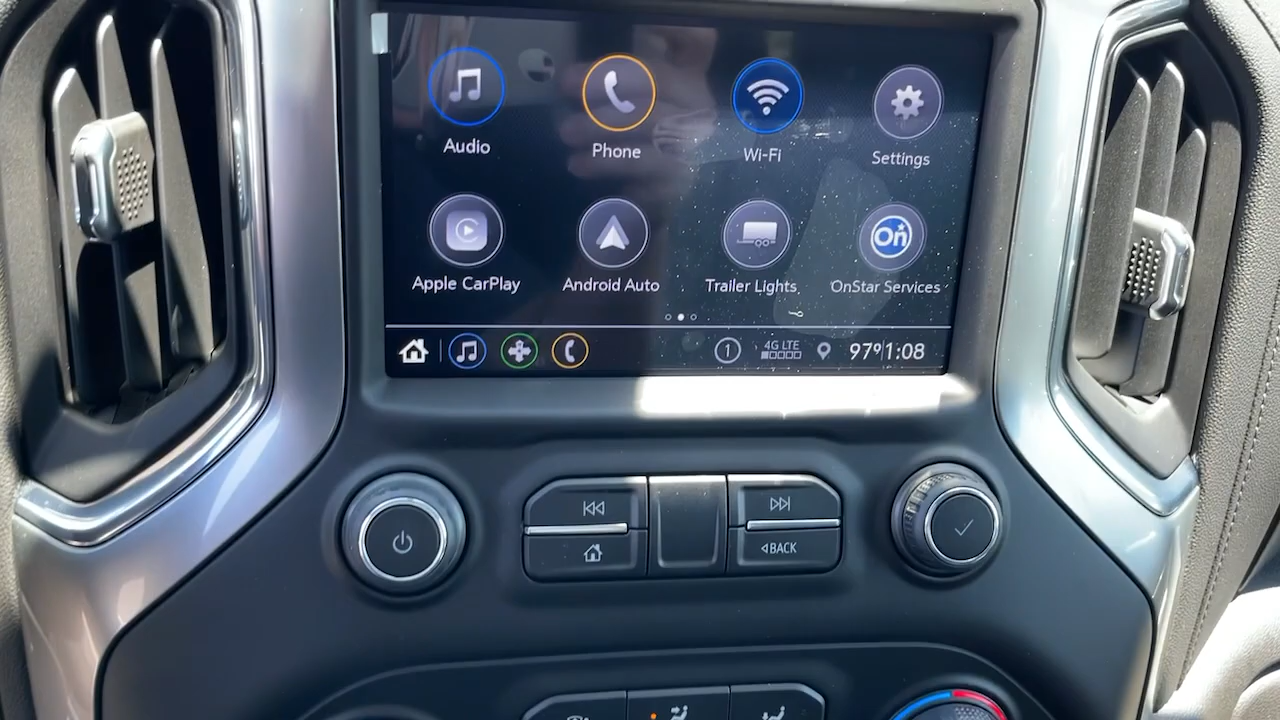 Audio
Phone
Wi-Fi
Settings
Apple CarPlay
Android Auto
Trailer Lights
On
OnStar Services
1
4G LTE
97° 1:08
BACK